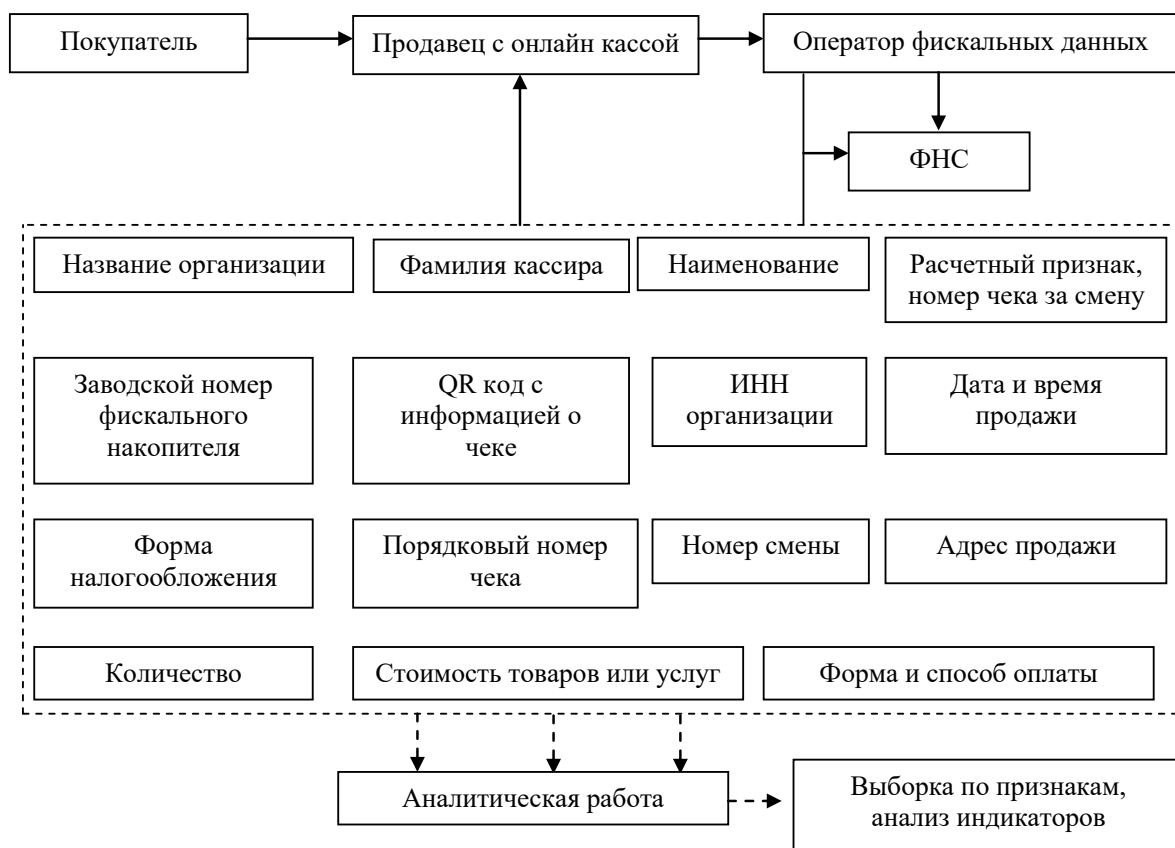 Покупатель
Продавец с онлайн кассой
Оператор фискальных данных
ФНС
Название организации
Фамилия кассира
Наименование
Расчетный признак,
номер чека за смену
Заводской номер
фискального
накопителя
QR код с
информацией о
чеке
ИНН
организации
Дата и время
продажи
Форма
налогообложения
Порядковый номер
чека
Номер смены
Адрес продажи
Количество
Стоимость товаров или услуг
Форма и способ оплаты
Аналитическая работа
Выборка по признакам,
анализ индикаторов